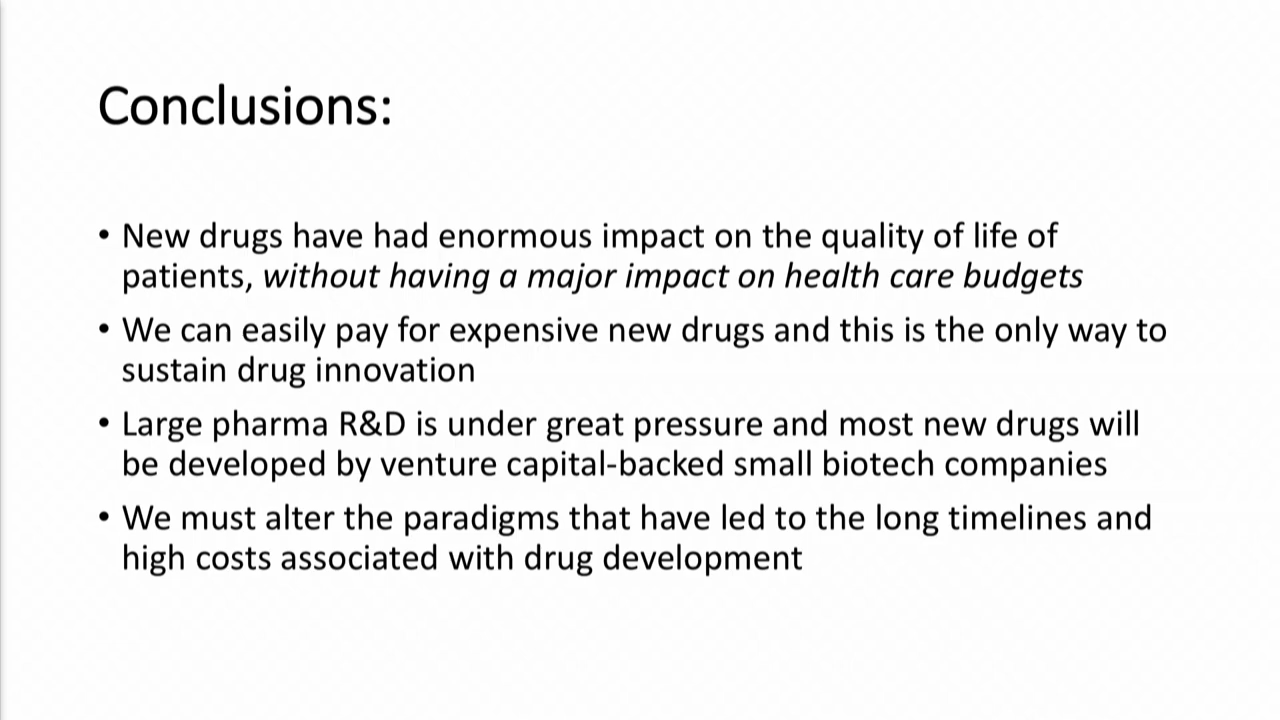 Conclusions:
• New drugs have had enormous impact on the quality of life of
patients, without having a major impact on health care budgets
• We can easily pay for expensive new drugs and this is the only way to
sustain drug innovation
• Large pharma R&D is under great pressure and most new drugs will
be developed by venture capital-backed small biotech companies
• We must alter the paradigms that have led to the long timelines and
high costs associated with drug development